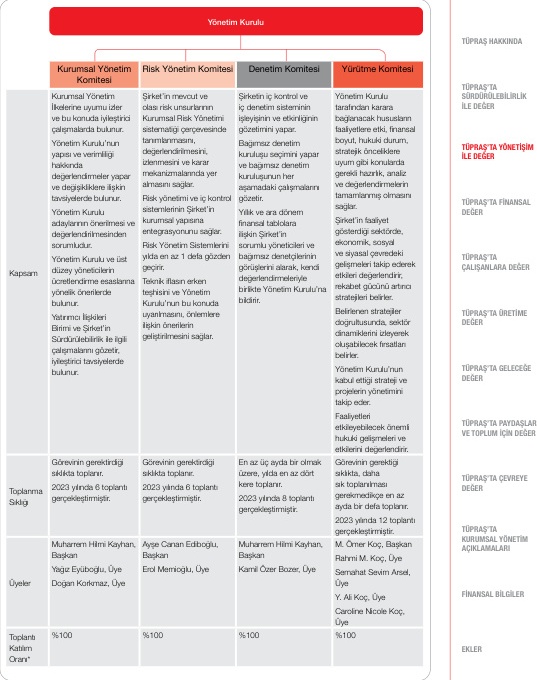 Yönetim Kurulu
Kurumsal Yönetim
Komitesi
Risk Yönetim Komitesi
Denetim Komitesi
Yürütme Komitesi
Kapsam
Kurumsal Yönetim
İlkelerine uyumu izler
ve bu konuda iyileştirici
çalışmalarda bulunur.
Yönetim Kurulu’nun
yapısı ve verimliliği
hakkında
değerlendirmeler yapar
ve değişikliklere ilişkin
tavsiyelerde bulunur.
Yönetim Kurulu
adaylarının önerilmesi ve
değerlendirilmesinden
sorumludur.
Yönetim Kurulu ve üst
düzey yöneticilerin
ücretlendirme esaslarına
yönelik önerilerde
bulunur.
Yatırımcı İlişkileri
Birimi ve Şirket’in
Sürdürülebilirlik ile ilgili
çalışmalarını gözetir,
iyileştirici tavsiyelerde
bulunur.
Şirket’in mevcut ve
olası risk unsurlarının
Kurumsal Risk Yönetimi
sistematiği çerçevesinde
tanımlanmasını,
değerlendirilmesini,
izlenmesini ve karar
mekanizmalarında yer
almasını sağlar.
Risk yönetimi ve iç kontrol
sistemlerinin Şirket’in
kurumsal yapısına
entegrasyonunu sağlar.
Risk Yönetim Sistemlerini
yılda en az 1 defa gözden
geçirir.
Teknik iflasın erken
teşhisini ve Yönetim
Kurulu’nun bu konuda
uyarılmasını, önlemlere
ilişkin önerilerin
geliştirilmesini sağlar.
Şirketin iç kontrol ve
iç denetim sisteminin
işleyişinin ve etkinliğinin
gözetimini yapar.
Bağımsız denetim
kuruluşu seçimini yapar
ve bağımsız denetim
kuruluşunun her
aşamadaki çalışmalarını
gözetir.
Yıllık ve ara dönem
finansal tablolara
ilişkin Şirket’in
sorumlu yöneticileri ve
bağımsız denetçilerinin
görüşlerini alarak, kendi
değerlendirmeleriyle
birlikte Yönetim Kurulu’na
bildirir.
Yönetim Kurulu
tarafından karara
bağlanacak hususların
faaliyetlere etki, finansal
boyut, hukuki durum,
stratejik önceliklere
uyum gibi konularda
gerekli hazırlık, analiz
ve değerlendirmelerin
tamamlanmış olmasını
sağlar.
Şirket’in faaliyet
gösterdiği sektörde,
ekonomik, sosyal
ve siyasal çevredeki
gelişmeleri takip ederek
etkileri değerlendirir,
rekabet gücünü artırıcı
stratejileri belirler.
Belirlenen stratejiler
doğrultusunda, sektör
dinamiklerini izleyerek
oluşabilecek fırsatları
belirler.
Yönetim Kurulu’nun
kabul ettiği strateji ve
projelerin yönetimini
takip eder.
Faaliyetleri
etkileyebilecek önemli
hukuki gelişmeleri ve
etkilerini değerlendirir.
Toplanma
Sıklığı
Görevinin gerektirdiği
sıklıkta toplanır.
2023 yılında 6 toplantı
gerçekleştirmiştir.
Görevinin gerektirdiği
sıklıkta toplanır.
2023 yılında 6 toplantı
gerçekleştirmiştir.
En az üç ayda bir olmak
üzere, yılda en az dört
kere toplanır.
2023 yılında 8 toplantı
gerçekleştirmiştir.
Görevinin gerektiği
sıklıkta, daha
sık toplanılması
gerekmedikçe en az
ayda bir defa toplanır.
2023 yılında 12 toplantı
gerçekleştirmiştir.
Üyeler
Muharrem Hilmi Kayhan,
Başkan
Yağız Eyüboğlu, Üye
Doğan Korkmaz, Üye
Ayşe Canan Ediboğlu,
Başkan
Erol Memioğlu, Üye
Muharrem Hilmi Kayhan,
Başkan
Kamil Özer Bozer, Üye
M. Ömer Koç, Başkan
Rahmi M. Koç, Üye
Semahat Sevim Arsel,
Üye
Y. Ali Koç, Üye
Caroline Nicole Koç,
Üye
Toplantı
Katılım
Oranı*
%100
%100
%100
%100
TÜPRAŞ HAKKINDA
TÜPRAŞ’TA
SÜRDÜRÜLEBİLİRLİK
İLE DEĞER
TÜPRAŞ’TA YÖNETİŞİM
İLE DEĞER
TÜPRAŞ’TA FİNANSAL
DEĞER
TÜPRAŞ’TA
ÇALIŞANLARA DEĞER
TÜPRAŞ’TA ÜRETİME
DEĞER
TÜPRAŞ’TA GELECEĞE
DEĞER
TÜPRAŞ’TA PAYDAŞLAR
VE TOPLUM İÇİN DEĞER
TÜPRAŞ’TA ÇEVREYE
DEĞER
TÜPRAŞ’TA
KURUMSAL YÖNETİM
AÇIKLAMALARI
FİNANSAL BİLGİLER
EKLER